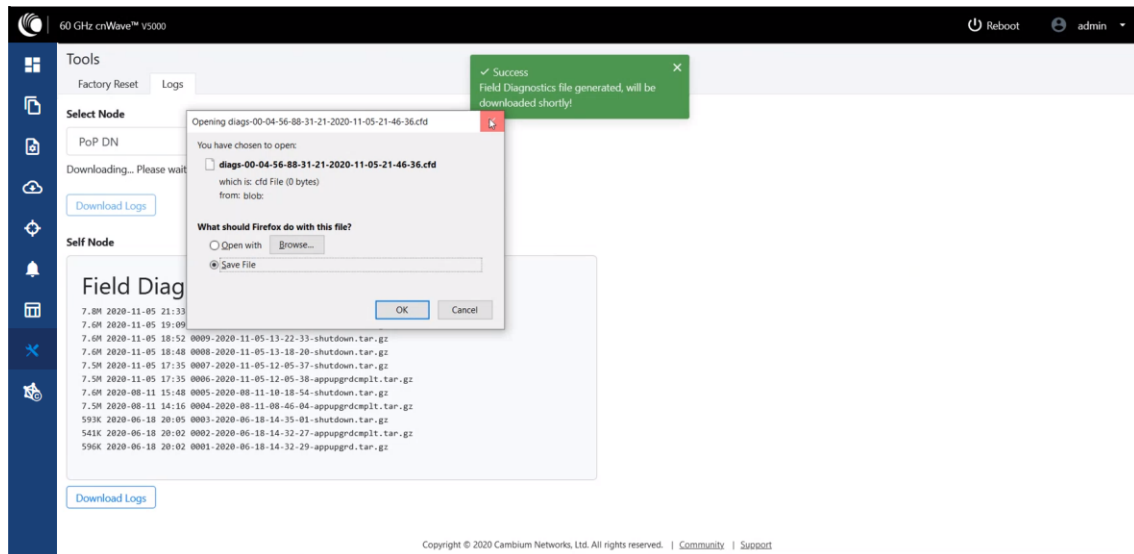 60 GHz cnWave™ V5000
Reboot
admin
Tools
Factory Reset
Logs
✓ Success
Field Diagnostics file generated, will be
downloaded shortly!
Select Node
PoP DN
Downloading... Please wait
Download Logs
Opening diags-00-04-56-88-31-21-2020-11-05-21-46-36.cfd
You have chosen to open:
diags-00-04-56-88-31-21-2020-11-05-21-46-36.cfd
which is: cfd File (0 bytes)
from: blob:
What should Firefox do with this file?
Open with
Browse...
Save File
OK
Cancel
Self Node
Field Diag
7.8M 2020-11-05 21:33
7.6M 2020-11-05 19:09
7.6M 2020-11-05 18:52 0009-2020-11-05-13-22-33-shutdown.tar.gz
7.6M 2020-11-05 18:48 0008-2020-11-05-13-18-20-shutdown.tar.gz
7.5M 2020-11-05 17:35 0007-2020-11-05-12-05-37-shutdown.tar.gz
7.5M 2020-11-05 17:35 0006-2020-11-05-12-05-38-appupgrdcmplt.tar.gz
7.6M 2020-08-11 15:48 0005-2020-08-11-10-18-54-shutdown.tar.gz
7.5M 2020-08-11 14:16 0004-2020-08-11-08-46-04-appupgrdcmplt.tar.gz
593K 2020-06-18 20:05 0003-2020-06-18-14-35-01-shutdown.tar.gz
541K 2020-06-18 20:02 0002-2020-06-18-14-32-27-appupgrdcmplt.tar.gz
596K 2020-06-18 20:02 0001-2020-06-18-14-32-29-appupgrd.tar.gz
Download Logs
Copyright © 2020 Cambium Networks, Ltd. All rights reserved. | Community | Support